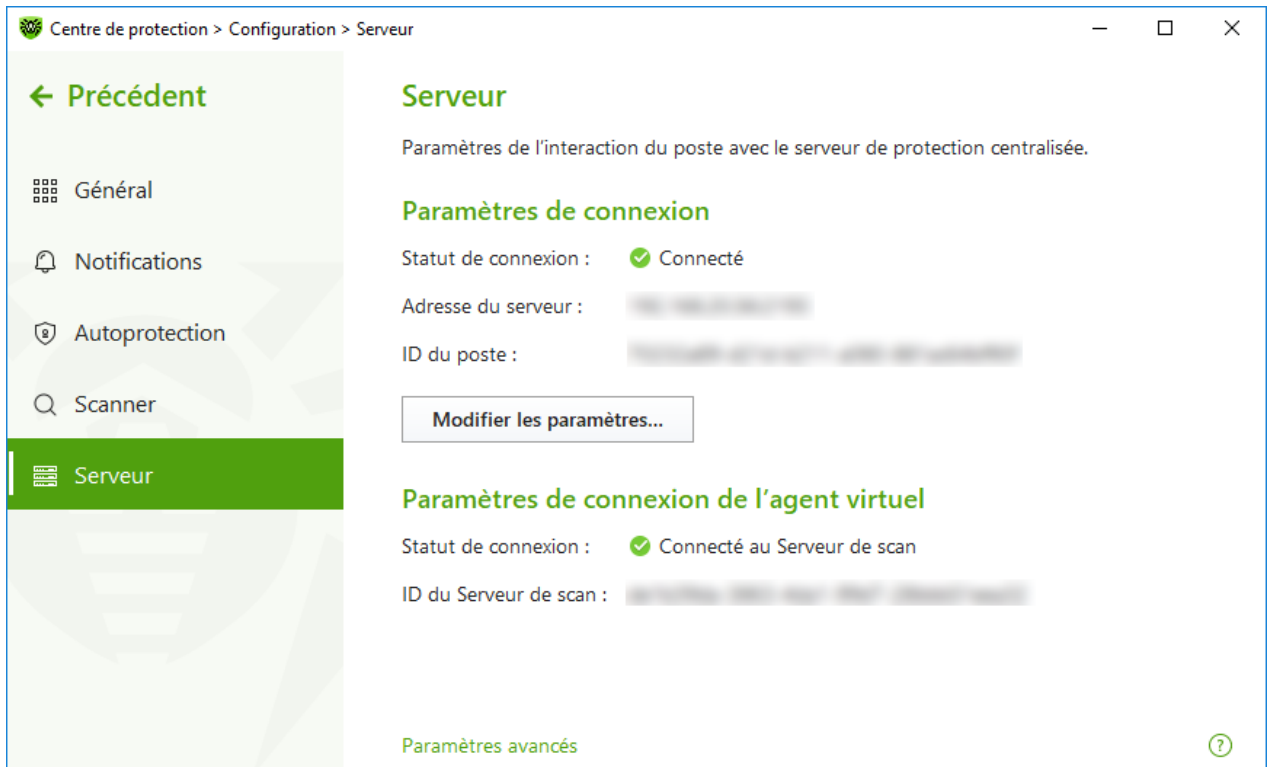 Centre de protection > Configuration > Serveur
Précédent
Général
Notifications
Autoprotection
Scanner
Serveur
Serveur
Paramètres de l'interaction du poste avec le serveur de protection centralisée.
Paramètres de connexion
Statut de connexion : Connecté
Adresse du serveur :
ID du poste :
Modifier les paramètres...
Paramètres de connexion de l'agent virtuel
Statut de connexion : Connecté au Serveur de scan
ID du Serveur de scan :
Paramètres avancés
?